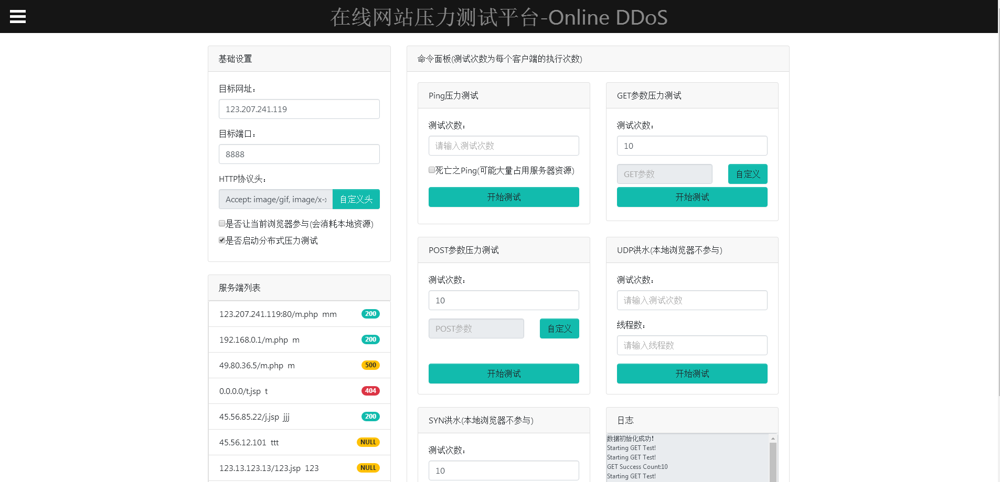 在线网站压力测试平台-Online DDoS
基础设置
目标网址：
123.207.241.119
目标端口：
8888
HTTP协议头：
Accept: image/gif, image/x-x
自定义头
是否让当前浏览器参与(会消耗本地资源)
是否启动分布式压力测试
服务端列表
123.207.241.119:80/m.php mm 200
192.168.0.1/m.php m 200
49.80.36.5/m.php m 500
0.0.0.0/t.jsp t 404
45.56.85.22/j.jsp jjj 200
45.56.12.101 ttt NULL
123.13.123.13/123.jsp 123 NULL
命令面板(测试次数为每个客户端的执行次数)
Ping压力测试
测试次数：
请输入测试次数
死亡之Ping(可能大量占用服务器资源)
开始测试
GET参数压力测试
测试次数：
10
GET参数
自定义
开始测试
POST参数压力测试
测试次数：
10
POST参数
自定义
开始测试
UDP洪水(本地浏览器不参与)
测试次数：
请输入测试次数
线程数：
请输入线程数
开始测试
SYN洪水(本地浏览器不参与)
测试次数：
10
日志
数据初始化成功！
Starting GET Test!
Starting GET Test!
GET Success Count:10
Starting GET Test!